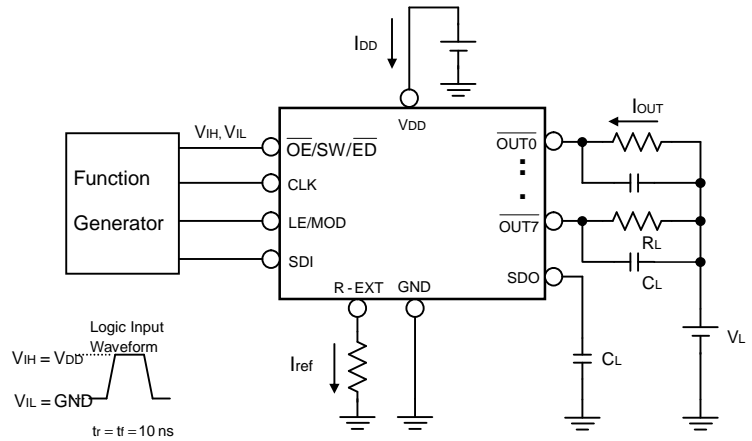 IDD
VDD
IOUT
VIH, VIL
Function
Generator
OE/SW/ED
CLK
LE/MOD
SDI
OUT0
OUT7
SDO
R-EXT
GND
RL
CL
VL
CL
Iref
Logic Input
Waveform
VIH = VDD
VIL = GND
tr = tf = 10 ns